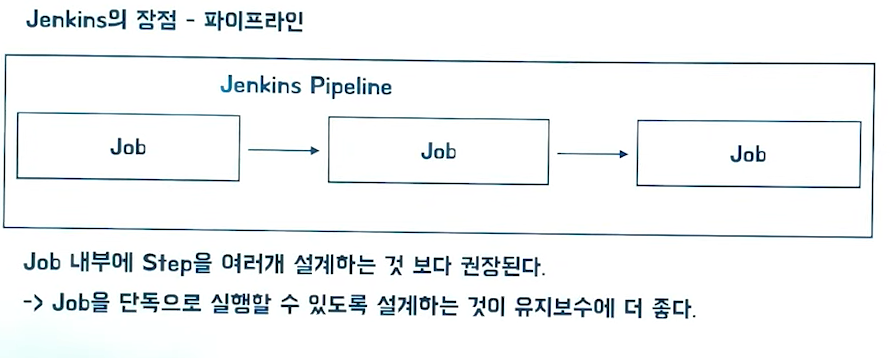 Jenkins의 장점 - 파이프라인
Jenkins Pipeline
Job
Job
Job
Job 내부에 Step을 여러개 설계하는 것 보다 권장된다.
-> Job을 단독으로 실행할 수 있도록 설계하는 것이 유지보수에 더 좋다.